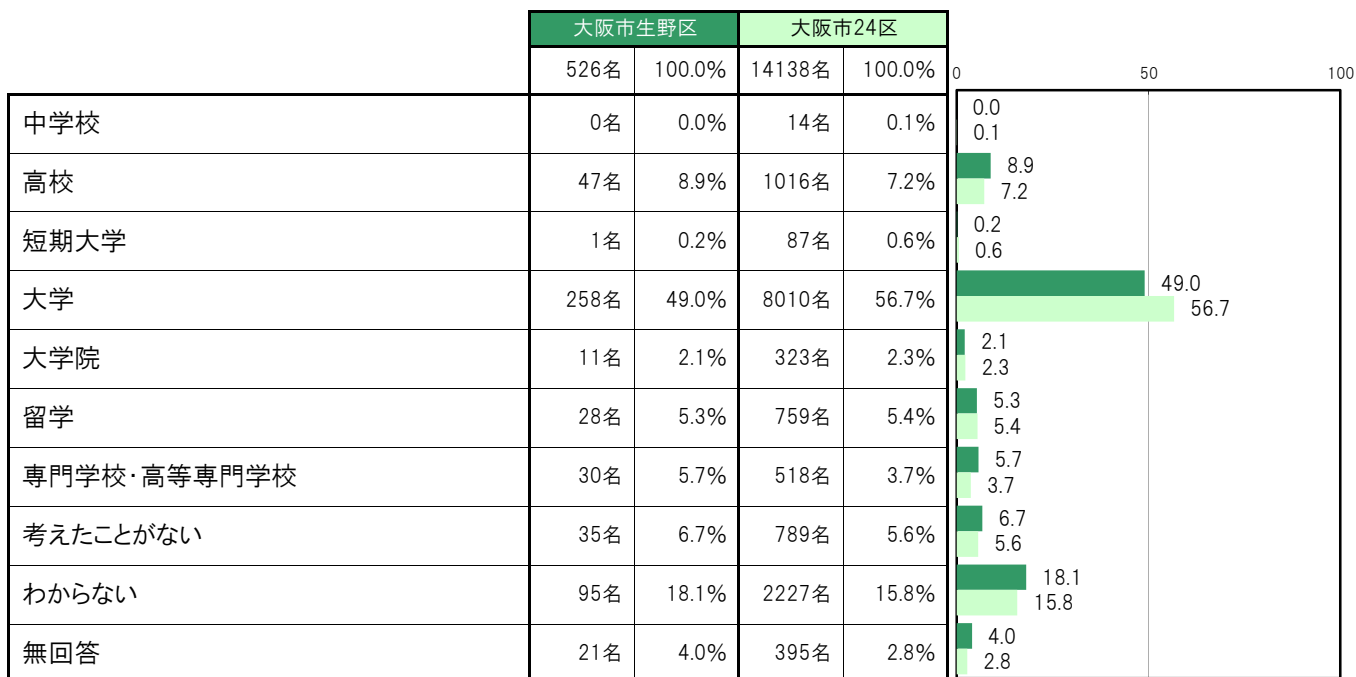 大阪市生野区 大阪市24区
526名 100.0% 14138名 100.0% 0 50 100
中学校 0名 0.0% 14名 0.1% 0.0 0.1
高校 47名 8.9% 1016名 7.2% 8.9 7.2
短期大学 1名 0.2% 87名 0.6% 0.2 0.6
大学 258名 49.0% 8010名 56.7% 49.0 56.7
大学院 11名 2.1% 323名 2.3% 2.1 2.3
留学 28名 5.3% 759名 5.4% 5.3 5.4
専門学校・高等専門学校 30名 5.7% 518名 3.7% 5.7 3.7
考えたことがない 35名 6.7% 789名 5.6% 6.7 5.6
わからない 95名 18.1% 2227名 15.8% 18.1 15.8
無回答 21名 4.0% 395名 2.8% 4.0 2.8